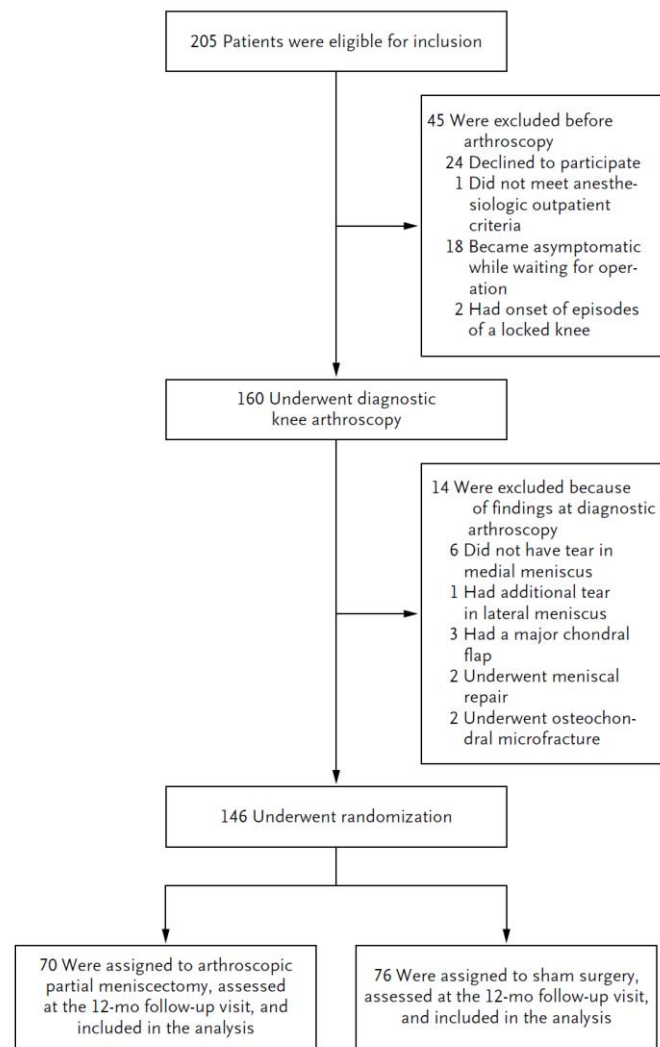 205 Patients were eligible for inclusion
45 Were excluded before
arthroscopy
24 Declined to participate
1 Did not meet anesthe-
siologic outpatient
criteria
18 Became asymptomatic
while waiting for oper-
ation
2 Had onset of episodes
of a locked knee
160 Underwent diagnostic
knee arthroscopy
14 Were excluded because
of findings at diagnostic
arthroscopy
6 Did not have tear in
medial meniscus
1 Had additional tear
in lateral meniscus
3 Had a major chondral
flap
2 Underwent meniscal
repair
2 Underwent osteochon-
dral microfracture
146 Underwent randomization
70 Were assigned to arthroscopic
partial meniscectomy, assessed
at the 12-mo follow-up visit, and
included in the analysis
76 Were assigned to sham surgery,
assessed at the 12-mo follow-up visit,
and included in the analysis